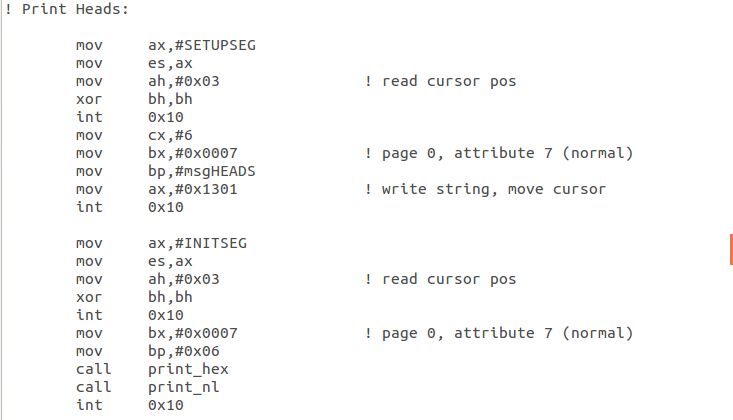 ! Print Heads:
mov ax,#SETUPSEG
mov es,ax
mov ah,#0x03 ! read cursor pos
xor bh,bh
int 0x10
mov cx,#6
mov bx,#0x0007 ! page 0, attribute 7 (normal)
mov bp,#msgHEADS
mov ax,#0x1301 ! write string, move cursor
int 0x10
mov ax,#INITSEG
mov es,ax
mov ah,#0x03 ! read cursor pos
xor bh,bh
int 0x10
mov bx,#0x0007 ! page 0, attribute 7 (normal)
mov bp,#0x06
call print_hex
call print_nl
int 0x10